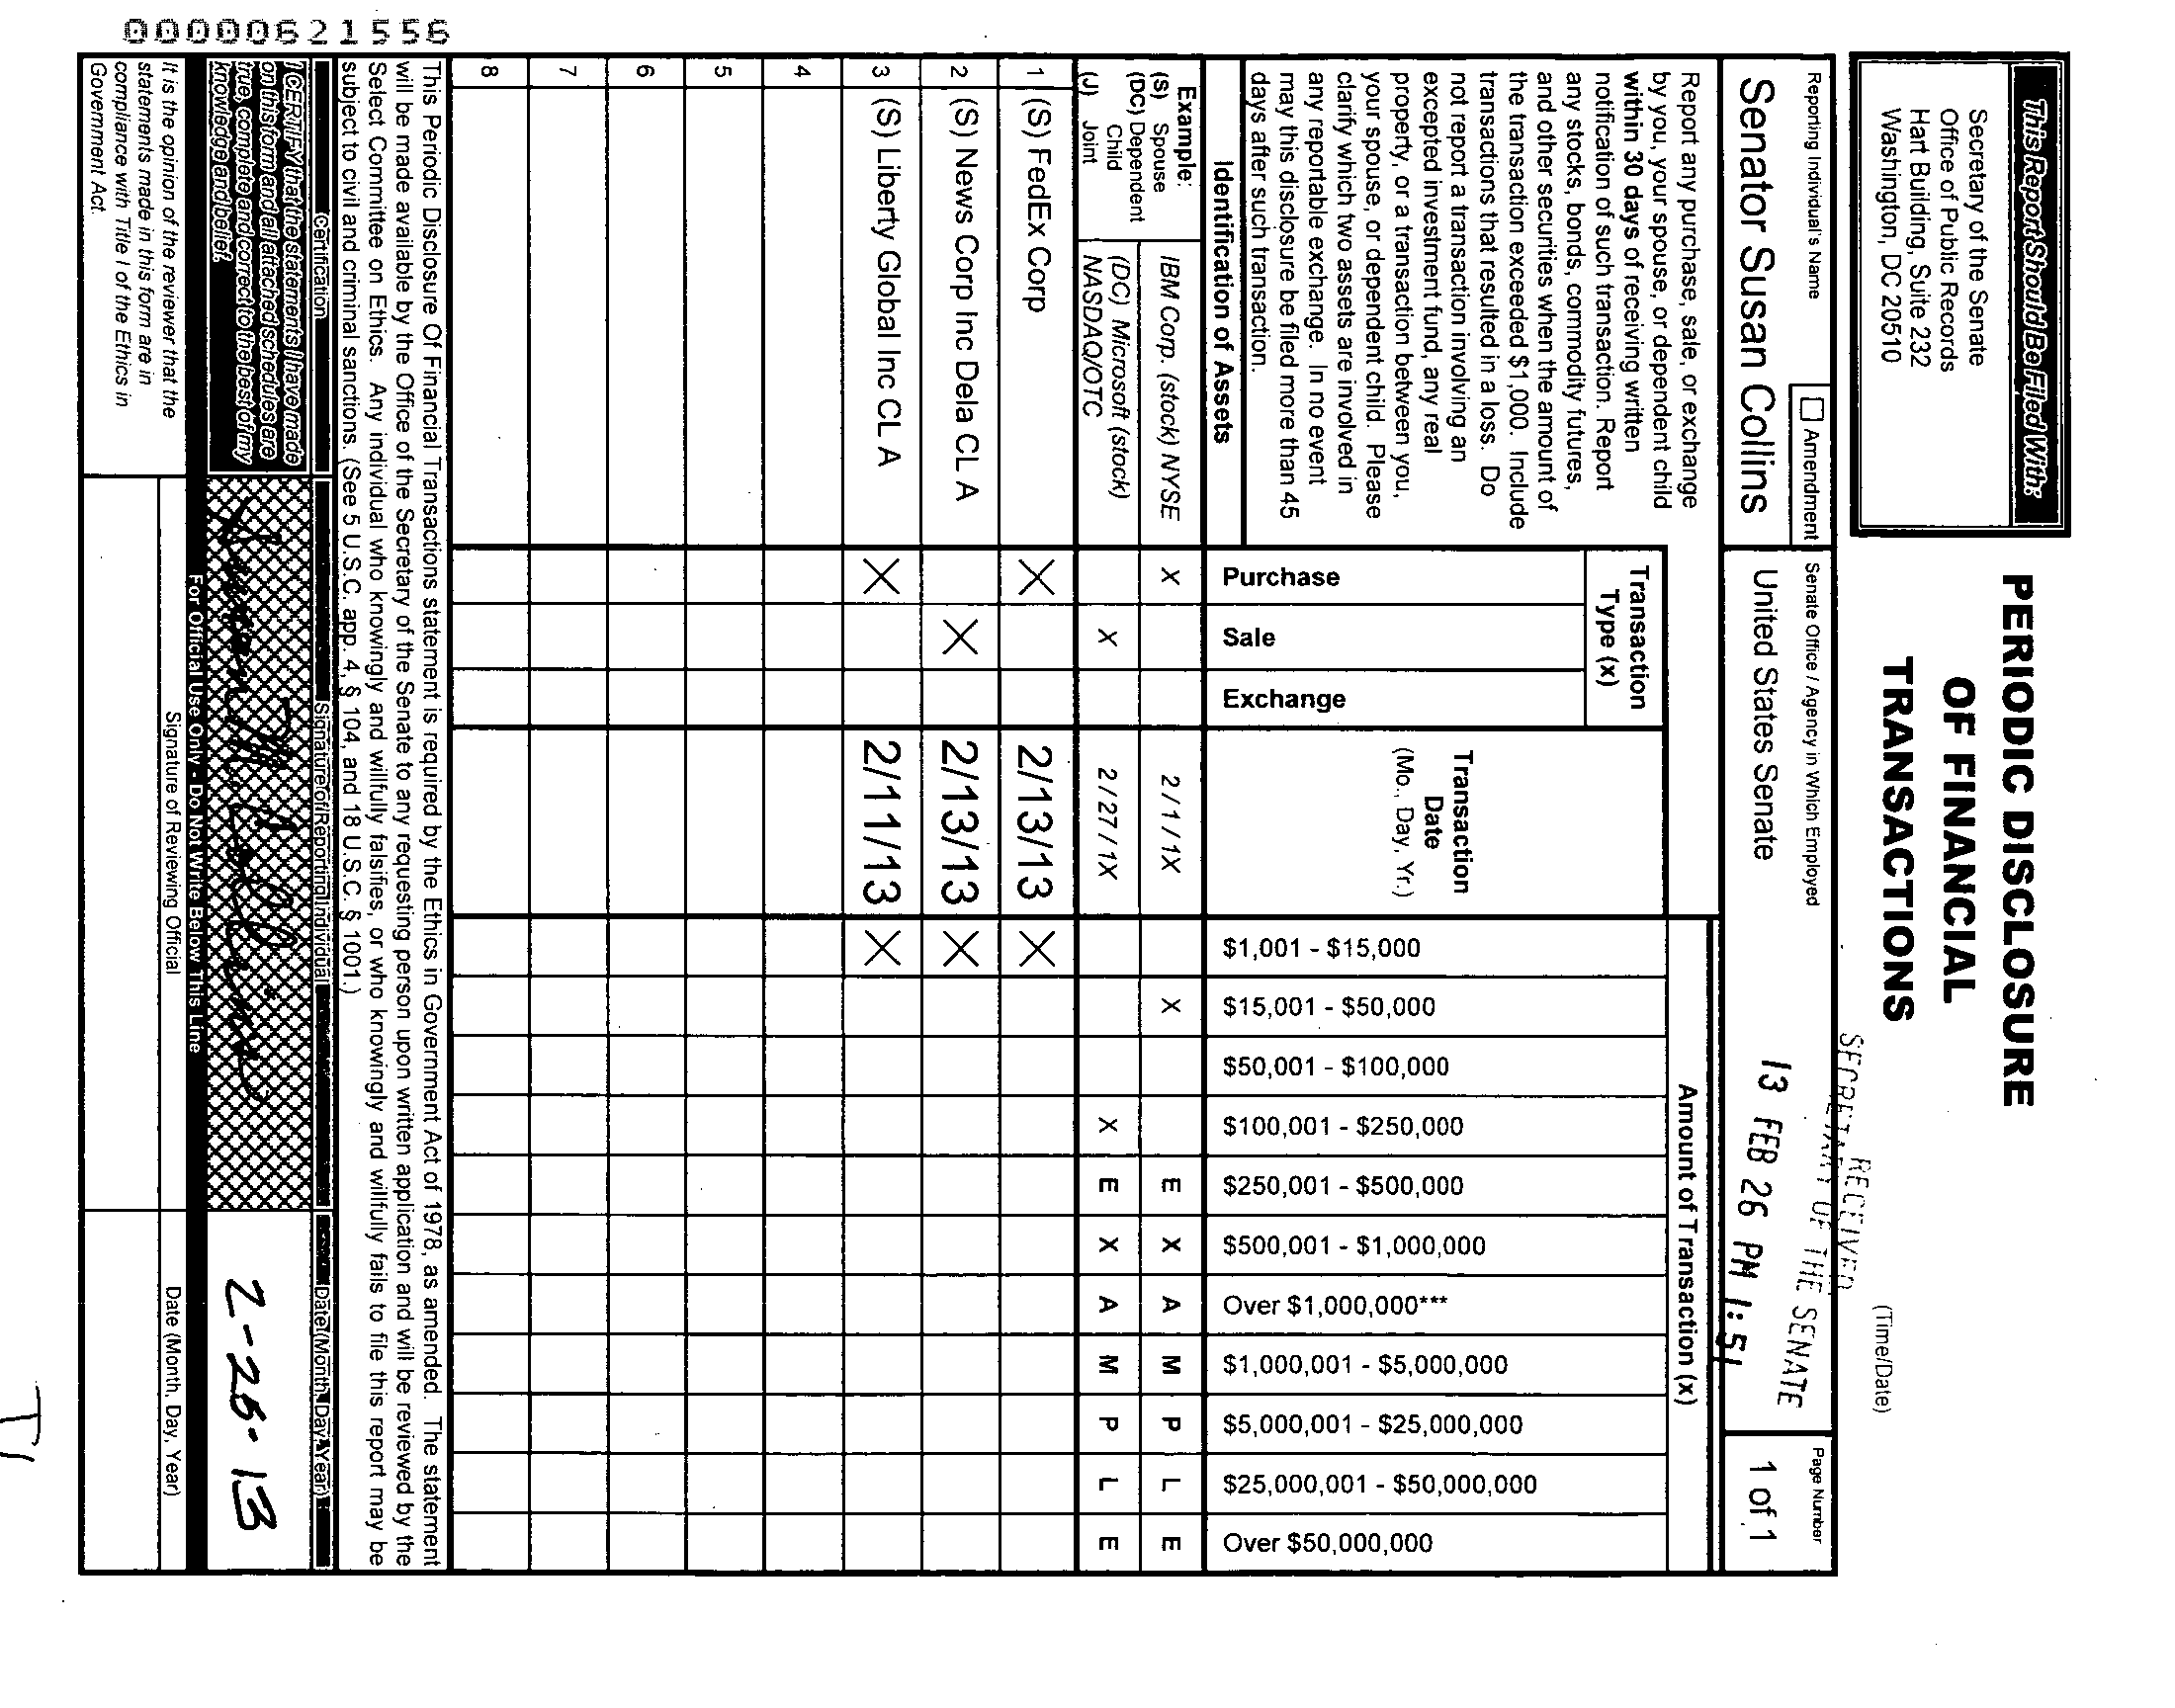 This Report Should Be Filed With:
Secretary of the Senate
Office of Public Records
Hart Building, Suite 232
Washington, DC 20510
PERIODIC DISCLOSURE
OF FINANCIAL
TRANSACTIONS
(Time/Date)
RECEIVED
SECRETARY OF THE SENATE
13 FEB 26 PM 1:51
Reporting Individual's Name
Amendment
Senator Susan Collins
Senate Office / Agency in Which Employed
United States Senate
Page Number
1 of 1
Report any purchase, sale, or exchange
by you, your spouse, or dependent child
within 30 days of receiving written
notification of such transaction. Report
any stocks, bonds, commodity futures,
and other securities when the amount of
the transaction exceeded $1,000. Include
transactions that resulted in a loss. Do
not report a transaction involving an
excepted investment fund, any real
property, or a transaction between you,
your spouse, or dependent child. Please
clarify which two assets are involved in
any reportable exchange. In no event
may this disclosure be filed more than 45
days after such transaction.
Identification of Assets
Transaction
Type (x)
Purchase
Sale
Exchange
Transaction
Date
(Mo., Day, Yr.)
Amount of Transaction (x)
$1,001 - $15,000
$15,001 - $50,000
$50,001 - $100,000
$100,001 - $250,000
$250,001 - $500,000
$500,001 - $1,000,000
Over $1,000,000***
$1,000,001 - $5,000,000
$5,000,001 - $25,000,000
$25,000,001 - $50,000,000
Over $50,000,000
Example:
(S) Spouse
(DC) Dependent
Child
(J) Joint
IBM Corp. (stock) NYSE X 2/1/1X X E X A M P L E
(DC) Microsoft (stock)
NASDAQ/OTC X 2/27/1X X E X A M P L E
1 (S) FedEx Corp X 2/13/13 X
2 (S) News Corp Inc Dela CL A X 2/13/13 X
3 (S) Liberty Global Inc CL A X 2/11/13 X
4
5
6
7
8
This Periodic Disclosure Of Financial Transactions statement is required by the Ethics in Government Act of 1978, as amended. The statement
will be made available by the Office of the Secretary of the Senate to any requesting person upon written application and will be reviewed by the
Select Committee on Ethics. Any individual who knowingly and willfully falsifies, or who knowingly and willfully fails to file this report may be
subject to civil and criminal sanctions. (See 5 U.S.C. app. 4, § 104, and 18 U.S.C. § 1001.)
Certification
Signature of Reporting Individual
Date (Month, Day, Year)
I CERTIFY that the statements I have made
on this form and all attached schedules are
true, complete and correct to the best of my
knowledge and belief.
Susan M Collins
2-25-13
For Official Use Only - Do Not Write Below This Line
It is the opinion of the reviewer that the
statements made in this form are in
compliance with Title I of the Ethics in
Government Act.
Signature of Reviewing Official
Date (Month, Day, Year)
00000621556